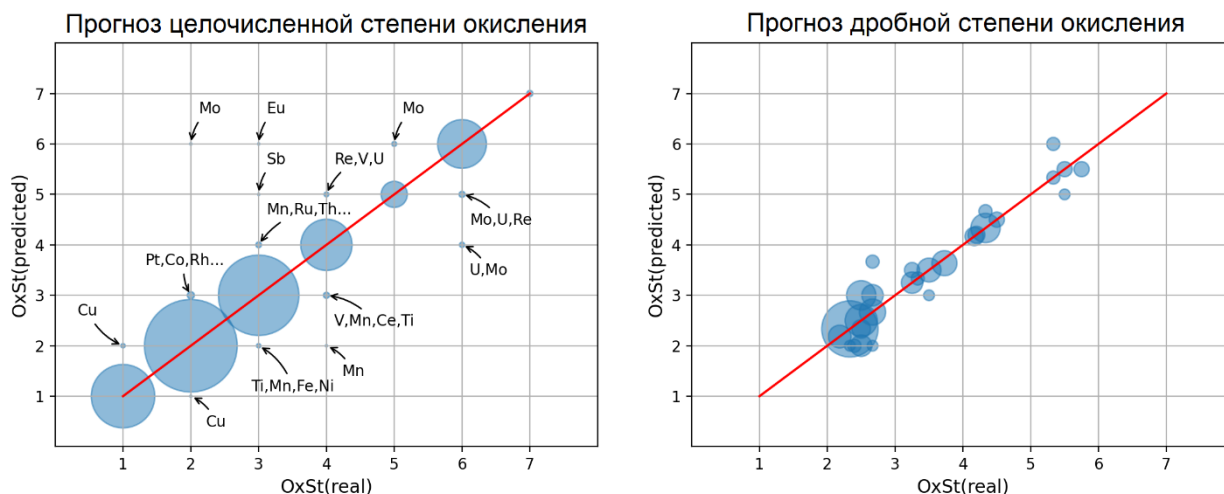 Прогноз целочисленной степени окисления
7
6
5
4
3
2
1
OxSt(predicted)
Mo
Eu
Mo
Sb
Re,V,U
Mn,Ru,Th...
Mo,U,Re
Pt,Co,Rh...
U,Mo
Cu
V,Mn,Ce,Ti
Ti,Mn,Fe,Ni
Mn
Cu
1 2 3 4 5 6 7
OxSt(real)
Прогноз дробной степени окисления
7
6
5
4
3
2
1
OxSt(predicted)
1 2 3 4 5 6 7
OxSt(real)